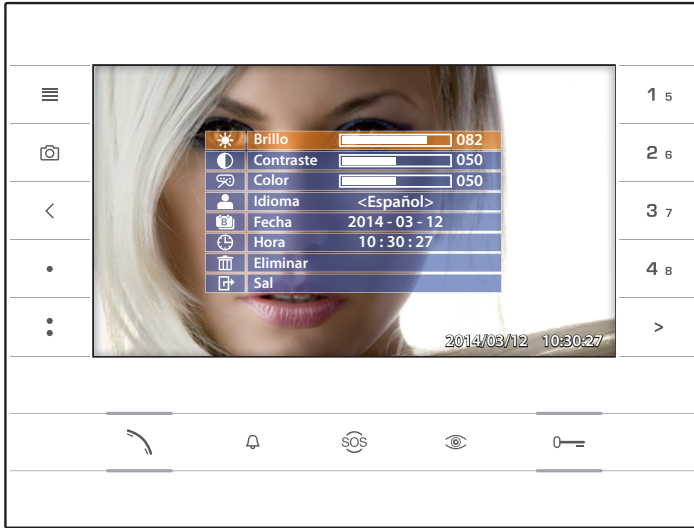 Brillo 082
Contraste 050
Color 050
Idioma <Español>
8 Fecha 2014 - 03 - 12
Hora 10 : 30 : 27
Eliminar
Sal
2014/03/12 10:30:27
1 5
2 6
3 7
4 8
>
SOS